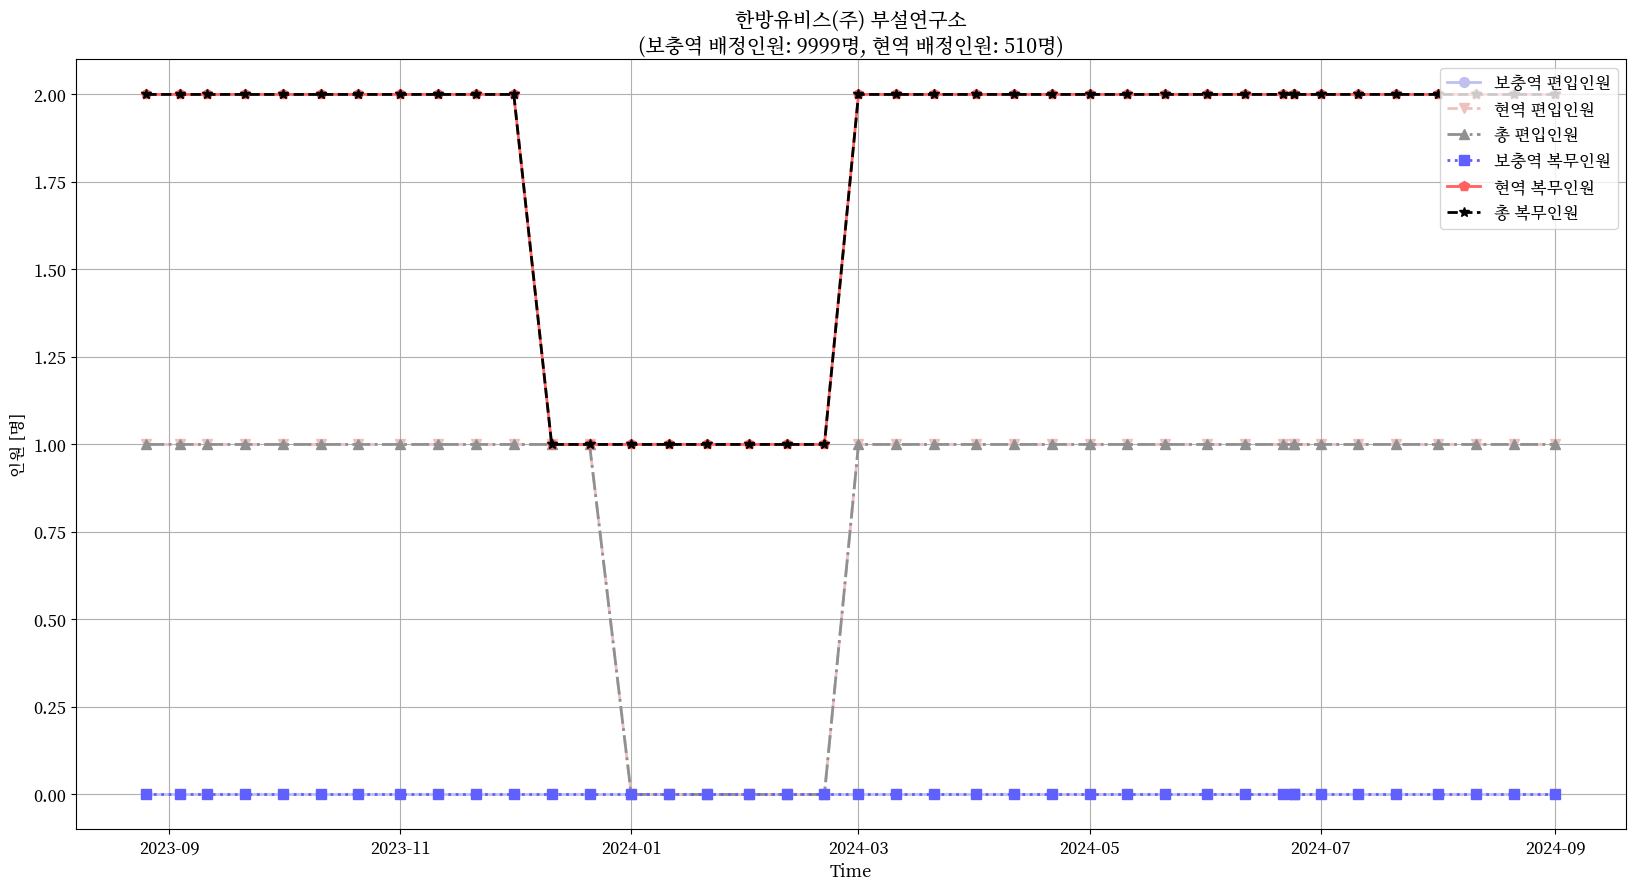 한방유비스(주) 부설연구소
(보충역 배정인원: 9999명, 현역 배정인원: 510명)
보충역 편입인원
현역 편입인원
총 편입인원
보충역 복무인원
현역 복무인원
총 복무인원
인원 [명]
2.00
1.75
1.50
1.25
1.00
0.75
0.50
0.25
0.00
2023-09
2023-11
2024-01
2024-03
2024-05
2024-07
2024-09
Time